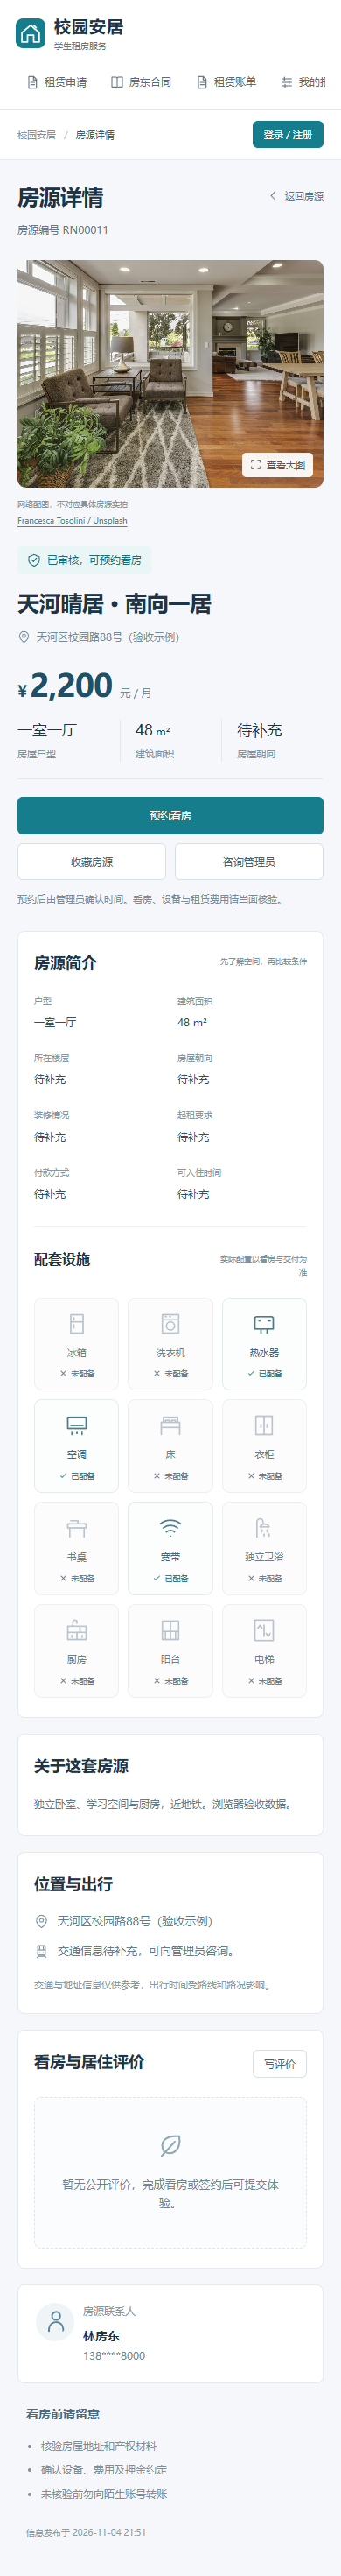 校园安居
学生租房服务
租赁申请 房东合同 租赁账单 我的报
校园安居 / 房源详情 登录 / 注册
房源详情 返回房源
房源编号 RN00011
查看大图
网络配图，不对应具体房源实拍
Francesca Tosolini / Unsplash
已审核，可预约看房
天河晴居·南向一居
天河区校园路88号（验收示例）
¥2,200 元 / 月
一室一厅 48 m² 待补充
房屋户型 建筑面积 房屋朝向
预约看房
收藏房源 咨询管理员
预约后由管理员确认时间。看房、设备与租赁费用请当面核验。
房源简介 先了解空间，再比较条件
户型 建筑面积
一室一厅 48 m²
所在楼层 房屋朝向
待补充 待补充
装修情况 起租要求
待补充 待补充
付款方式 可入住时间
待补充 待补充
配套设施 实际配置以看房与交付为
准
冰箱 洗衣机 热水器
× 未配备 × 未配备 ✓ 已配备
空调 床 衣柜
✓ 已配备 × 未配备 × 未配备
书桌 宽带 独立卫浴
× 未配备 ✓ 已配备 × 未配备
厨房 阳台 电梯
× 未配备 × 未配备 × 未配备
关于这套房源
独立卧室、学习空间与厨房，近地铁。浏览器验收数据。
位置与出行
天河区校园路88号（验收示例）
交通信息待补充，可向管理员咨询。
交通与地址信息仅供参考，出行时间受路线和路况影响。
看房与居住评价 写评价
暂无公开评价，完成看房或签约后可提交体
验。
房源联系人
林房东
138****8000
看房前请留意
• 核验房屋地址和产权材料
• 确认设备、费用及押金约定
• 未核验前勿向陌生账号转账
信息发布于 2026-11-04 21:51